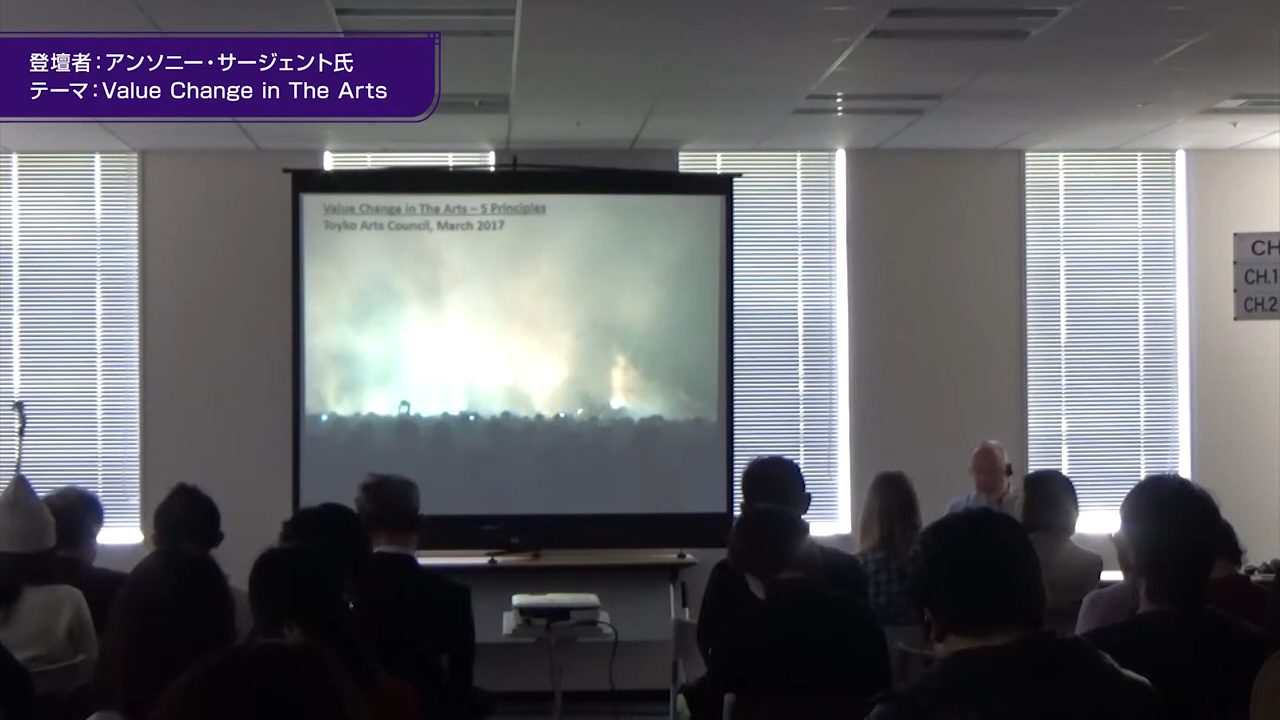 登壇者：アンソニー・サージェント氏
テーマ：Value Change in The Arts
Value Change in The Arts – 5 Principles
Toyko Arts Council, March 2017
CH
CH.1
CH.2